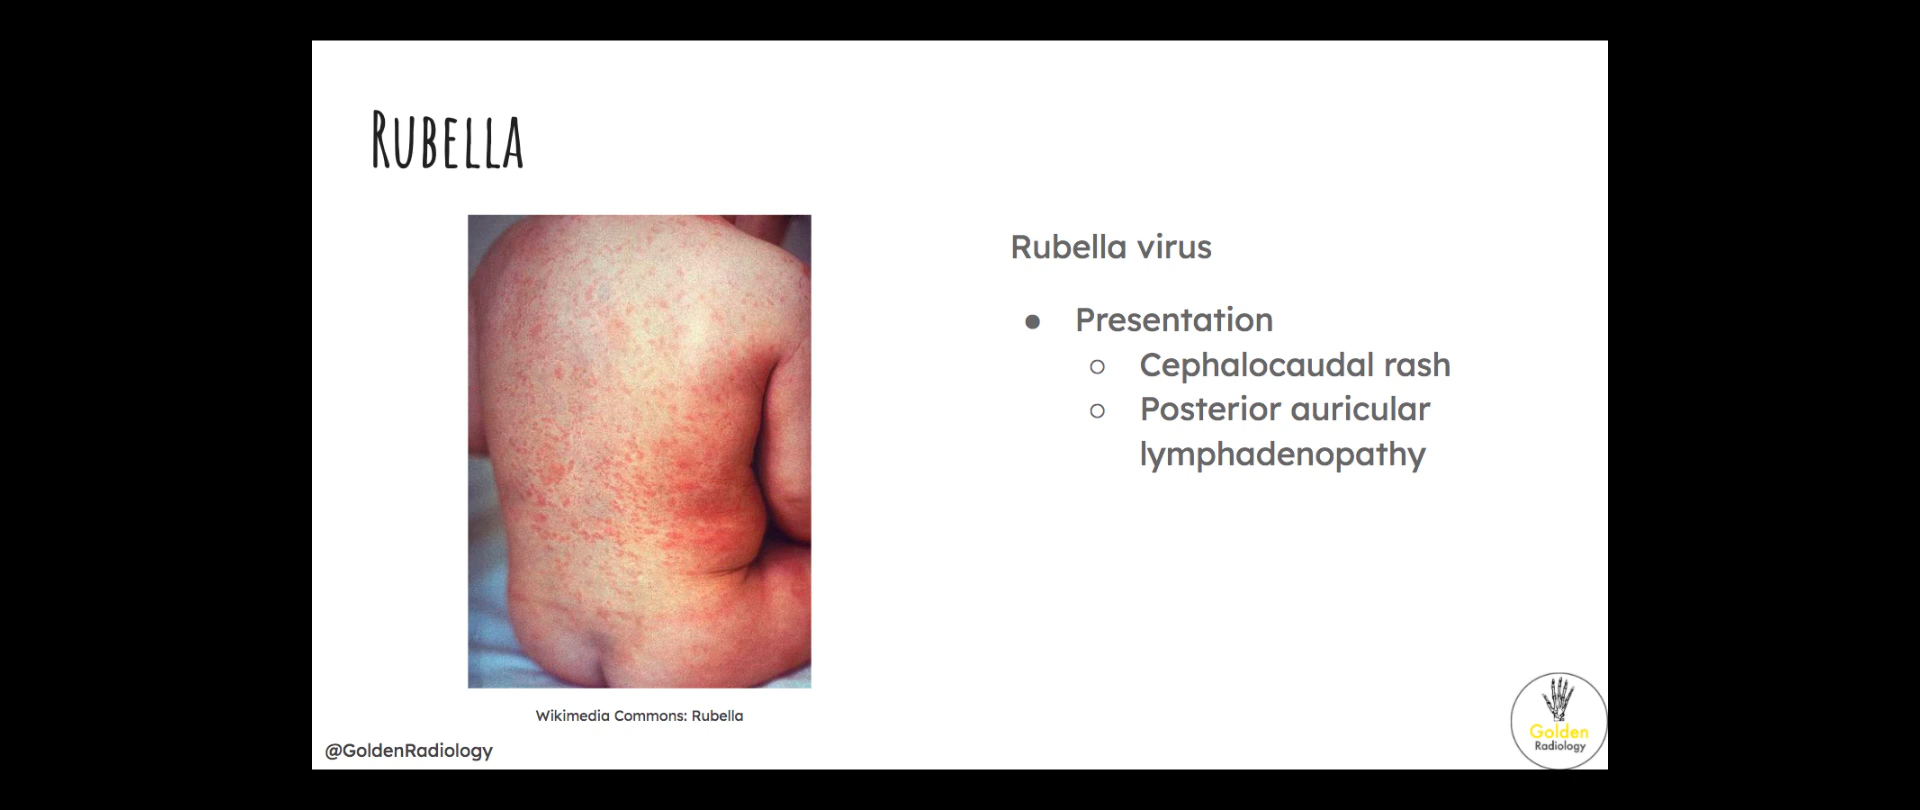 Rubella
Rubella virus
● Presentation
○ Cephalocaudal rash
○ Posterior auricular
lymphadenopathy
Wikimedia Commons: Rubella
@GoldenRadiology
Golden
Radiology